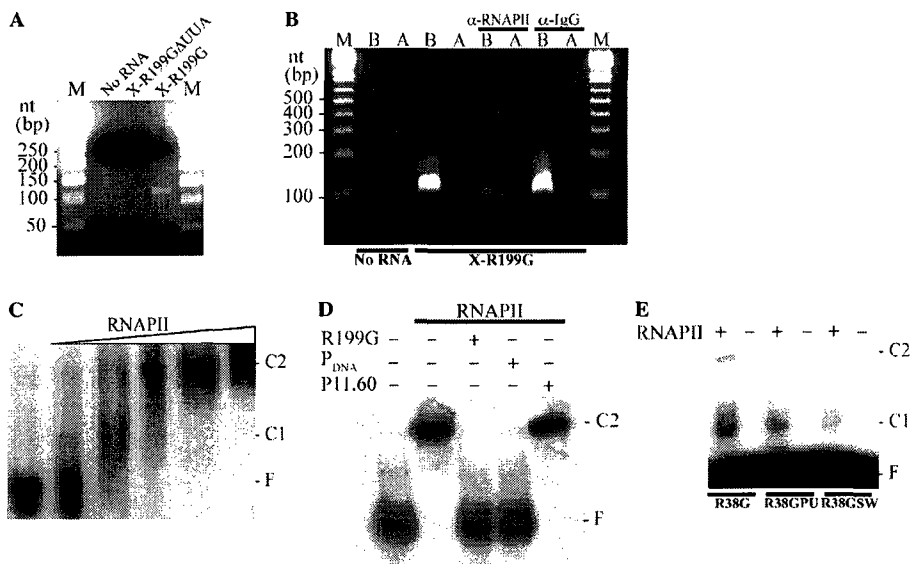 A
No RNA
X-R199GΔUUA
X-R199G
M
M
nt
(bp)
250
200
150
100
50
B
α-RNAPII
α-IgG
M B A B A B A B A M
nt
(bp)
500
400
300
200
100
No RNA
X-R199G
C
RNAPII
C2
C1
F
D
RNAPII
R199G - - + - -
PDNA - - - + -
P11.60 - - - - +
C2
F
E
RNAPII + - + - + -
C2
C1
F
R38G R38GPU R38GSW